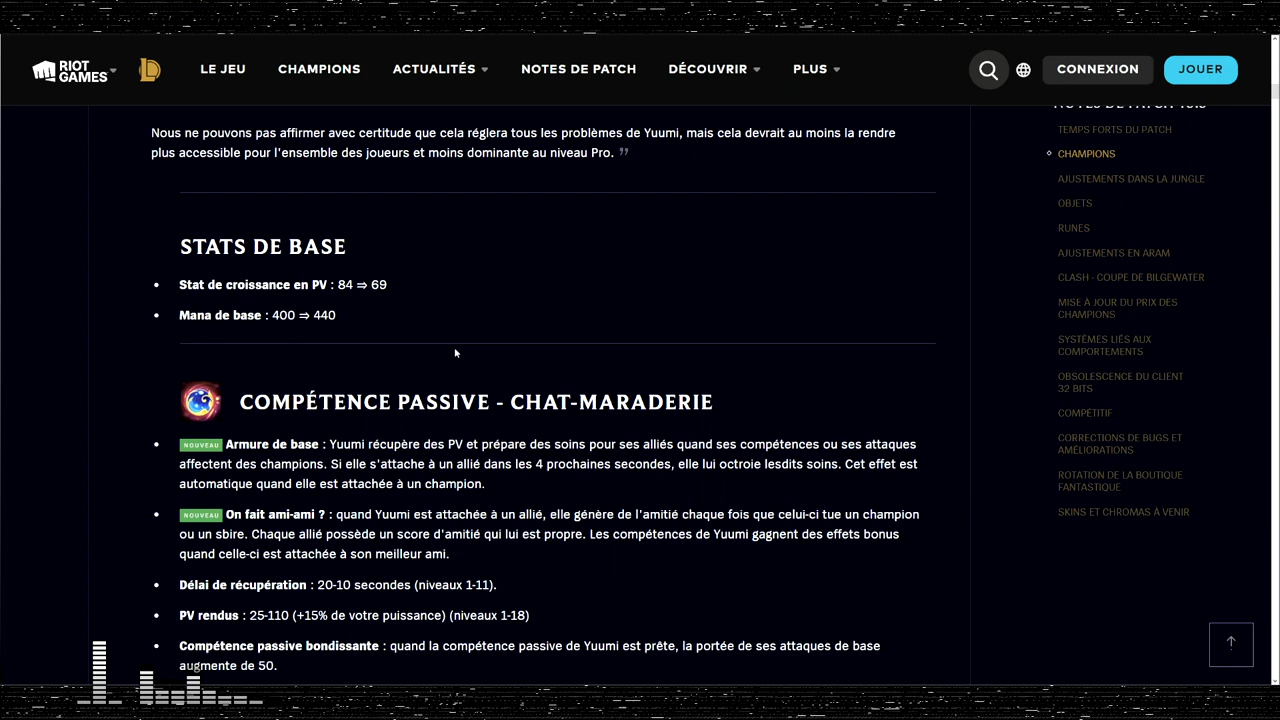 RIOT GAMES
LE JEU
CHAMPIONS
ACTUALITÉS
NOTES DE PATCH
DÉCOUVRIR
PLUS
CONNEXION
JOUER
Nous ne pouvons pas affirmer avec certitude que cela réglera tous les problèmes de Yuumi, mais cela devrait au moins la rendre
plus accessible pour l'ensemble des joueurs et moins dominante au niveau Pro. ”
STATS DE BASE
• Stat de croissance en PV : 84 ⇒ 69
• Mana de base : 400 ⇒ 440
COMPÉTENCE PASSIVE - CHAT-MARADERIE
• NOUVEAU Armure de base : Yuumi récupère des PV et prépare des soins pour ses alliés quand ses compétences ou ses attaques
affectent des champions. Si elle s'attache à un allié dans les 4 prochaines secondes, elle lui octroie lesdits soins. Cet effet est
automatique quand elle est attachée à un champion.
• NOUVEAU On fait ami-ami ? : quand Yuumi est attachée à un allié, elle génère de l'amitié chaque fois que celui-ci tue un champion
ou un sbire. Chaque allié possède un score d'amitié qui lui est propre. Les compétences de Yuumi gagnent des effets bonus
quand celle-ci est attachée à son meilleur ami.
• Délai de récupération : 20-10 secondes (niveaux 1-11).
• PV rendus : 25-110 (+15% de votre puissance) (niveaux 1-18)
• Compétence passive bondissante : quand la compétence passive de Yuumi est prête, la portée de ses attaques de base
augmente de 50.
TEMPS FORTS DU PATCH
CHAMPIONS
AJUSTEMENTS DANS LA JUNGLE
OBJETS
RUNES
AJUSTEMENTS EN ARAM
CLASH - COUPE DE BILGEWATER
MISE À JOUR DU PRIX DES
CHAMPIONS
SYSTÈMES LIÉS AUX
COMPORTEMENTS
OBSOLESCENCE DU CLIENT
32 BITS
COMPÉTITIF
CORRECTIONS DE BUGS ET
AMÉLIORATIONS
ROTATION DE LA BOUTIQUE
FANTASTIQUE
SKINS ET CHROMAS À VENIR